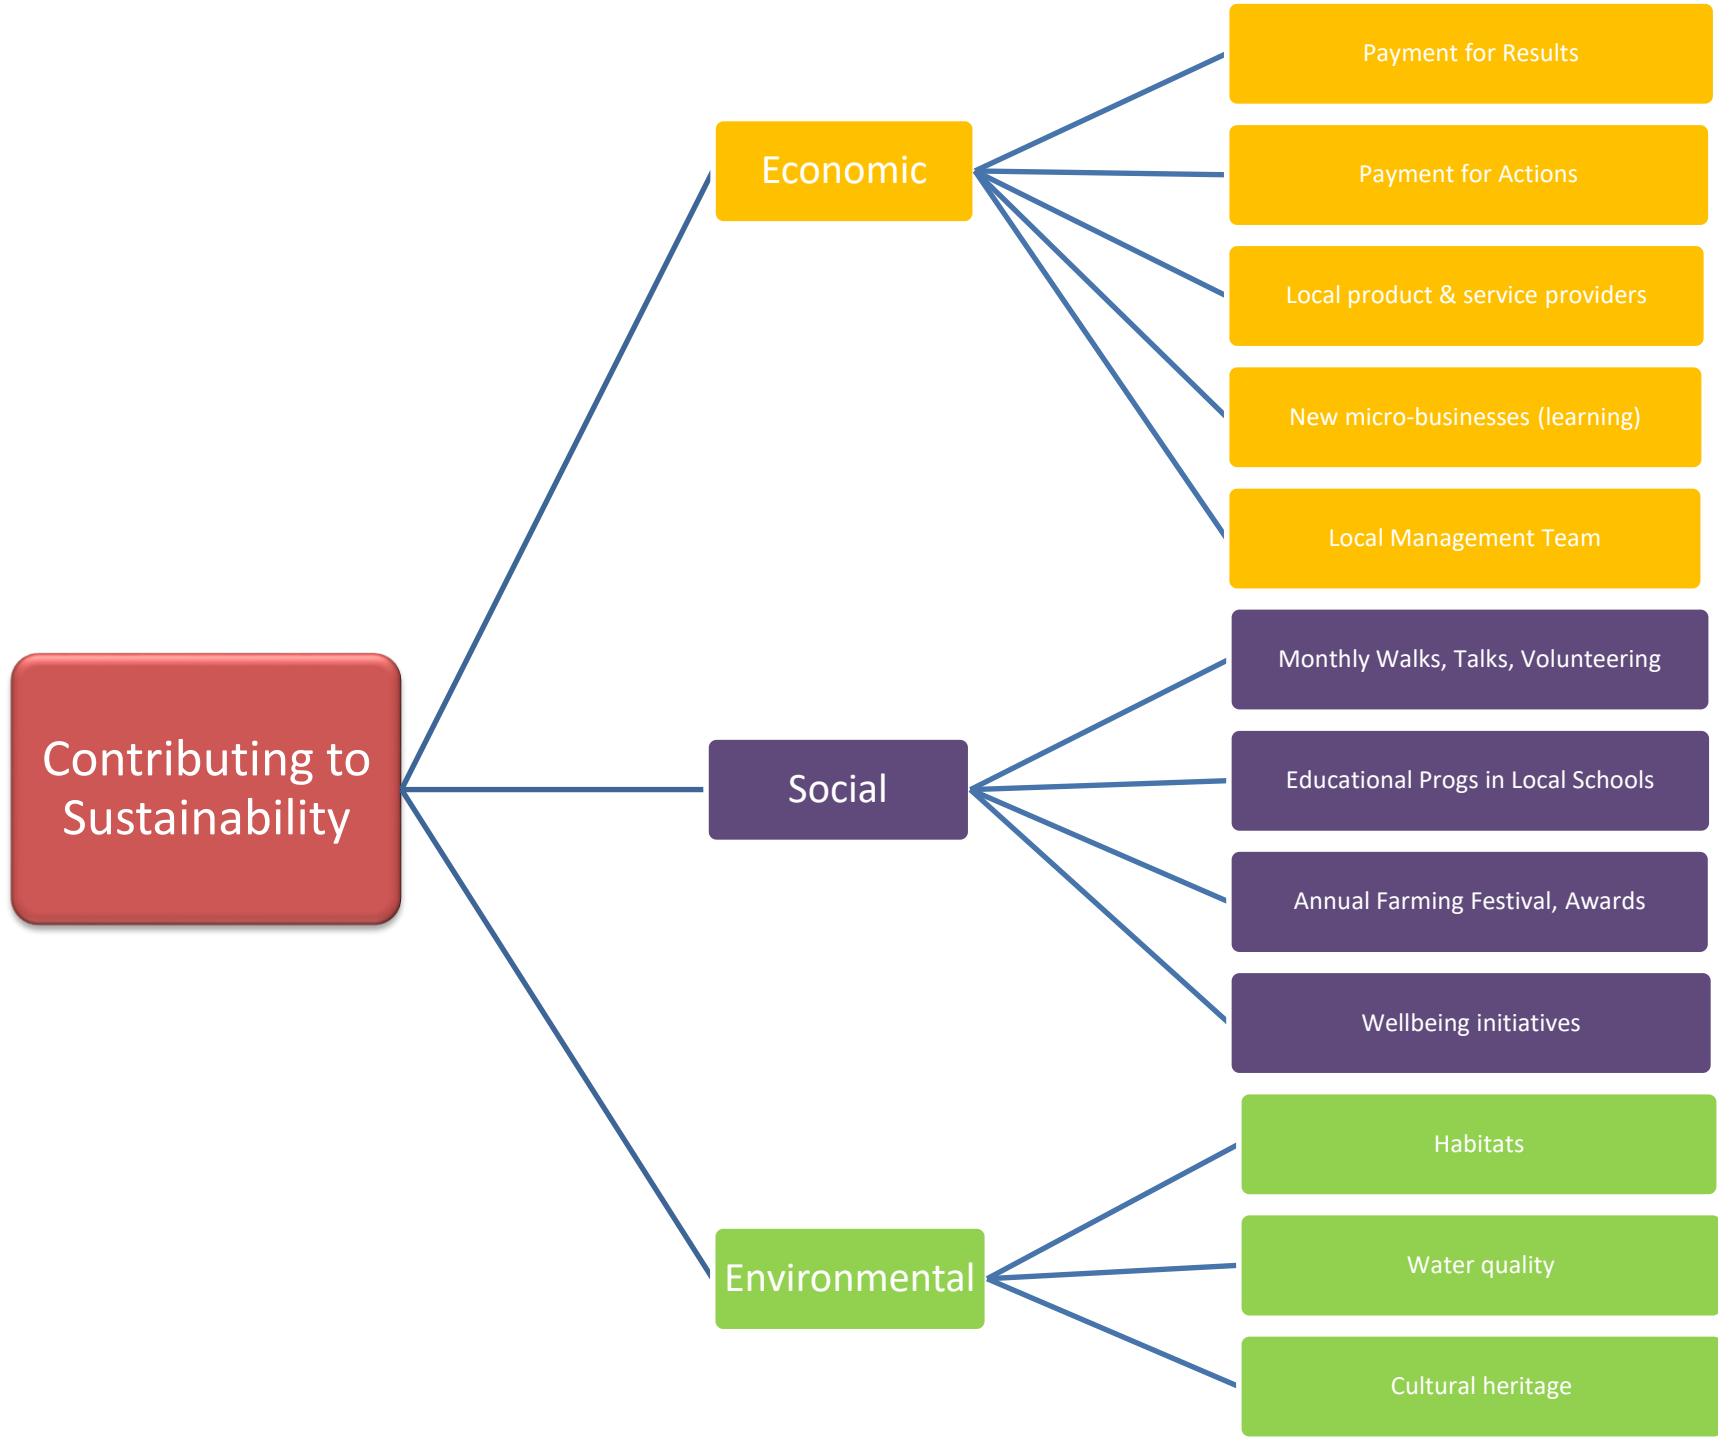 Contributing to
Sustainability
Economic
Payment for Results
Payment for Actions
Local product & service providers
New micro-businesses (learning)
Local Management Team
Social
Monthly Walks, Talks, Volunteering
Educational Progs in Local Schools
Annual Farming Festival, Awards
Wellbeing initiatives
Environmental
Habitats
Water quality
Cultural heritage